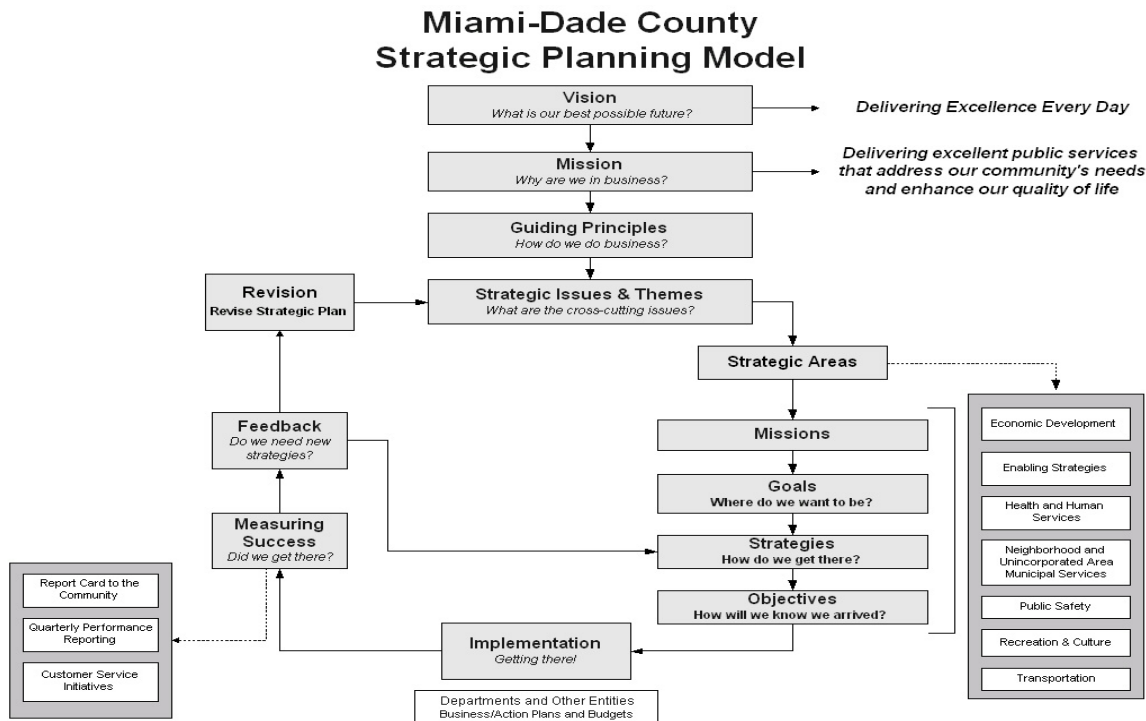 Miami-Dade County
Strategic Planning Model
Vision
What is our best possible future?
Delivering Excellence Every Day
Mission
Why are we in business?
Delivering excellent public services
that address our community's needs
and enhance our quality of life
Guiding Principles
How do we do business?
Revision
Revise Strategic Plan
Strategic Issues & Themes
What are the cross-cutting issues?
Strategic Areas
Feedback
Do we need new
strategies?
Missions
Goals
Where do we want to be?
Measuring
Success
Did we get there?
Strategies
How do we get there?
Objectives
How will we know we arrived?
Implementation
Getting there!
Departments and Other Entities
Business/Action Plans and Budgets
Economic Development
Enabling Strategies
Health and Human
Services
Neighborhood and
Unincorporated Area
Municipal Services
Public Safety
Recreation & Culture
Transportation
Report Card to the
Community
Quarterly Performance
Reporting
Customer Service
Initiatives